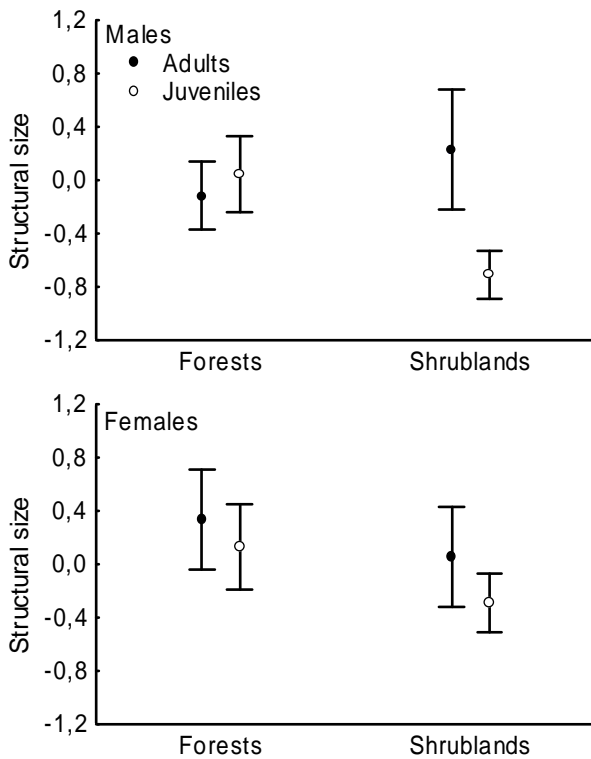 1,2
Males
Adults
Juveniles
0,8
0,4
0,0
-0,4
-0,8
-1,2
Structural size
Forests Shrublands
1,2
Females
0,8
0,4
0,0
-0,4
-0,8
-1,2
Structural size
Forests Shrublands